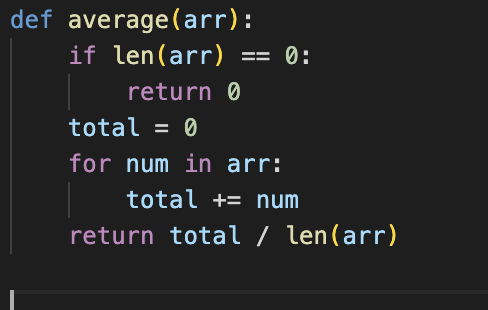 def average(arr):
    if len(arr) == 0:
        return 0
    total = 0
    for num in arr:
        total += num
    return total / len(arr)